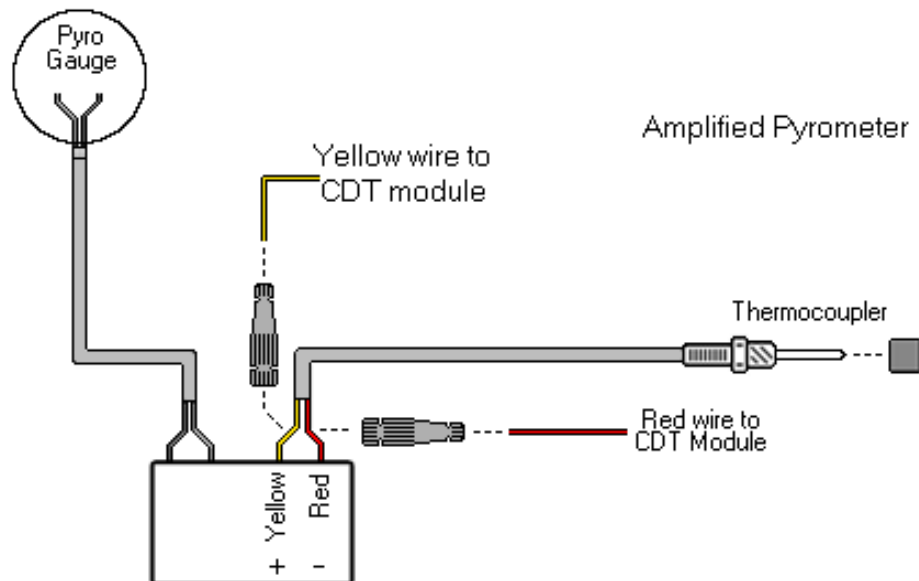 Pyro
Gauge
Amplified Pyrometer
Yellow wire to
CDT module
Thermocoupler
Red wire to
CDT Module
Yellow
Red
+
-